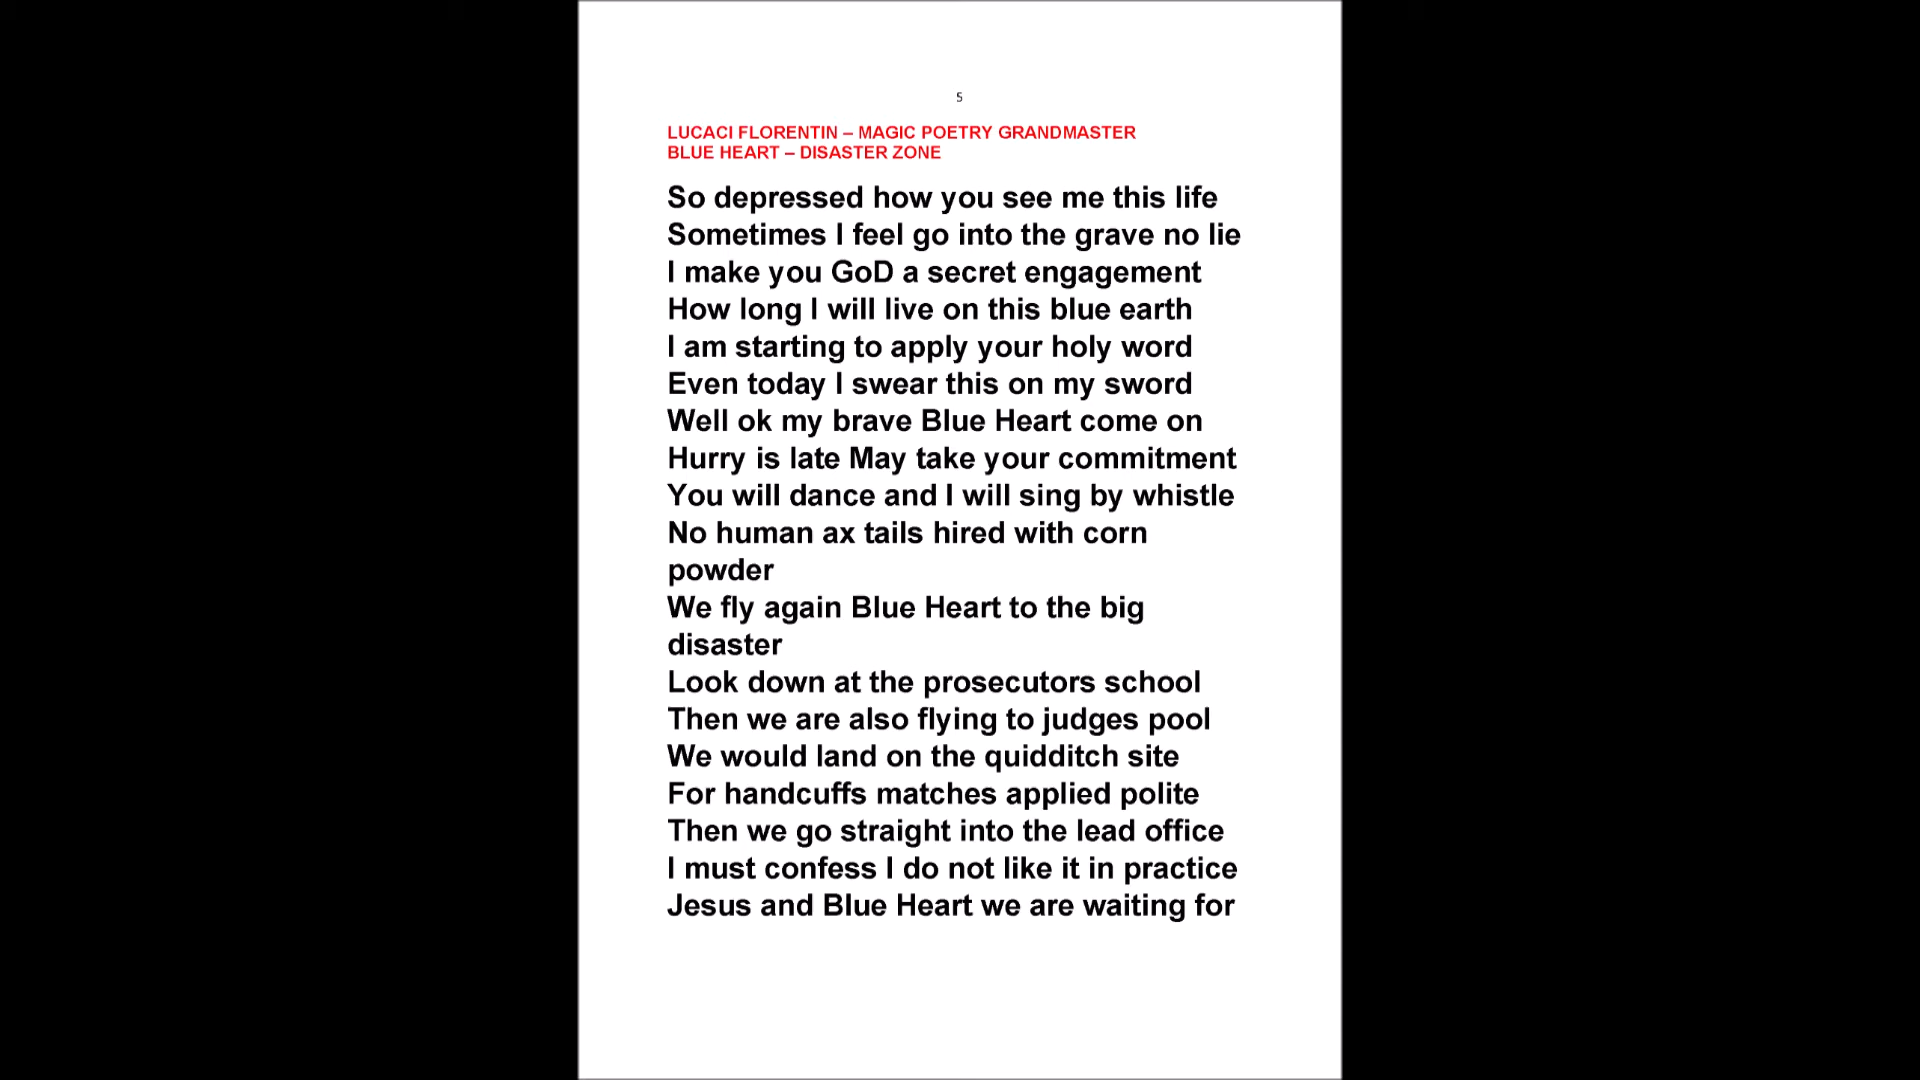 5
LUCACI FLORENTIN – MAGIC POETRY GRANDMASTER
BLUE HEART – DISASTER ZONE
So depressed how you see me this life
Sometimes I feel go into the grave no lie
I make you GoD a secret engagement
How long I will live on this blue earth
I am starting to apply your holy word
Even today I swear this on my sword
Well ok my brave Blue Heart come on
Hurry is late May take your commitment
You will dance and I will sing by whistle
No human ax tails hired with corn
powder
We fly again Blue Heart to the big
disaster
Look down at the prosecutors school
Then we are also flying to judges pool
We would land on the quidditch site
For handcuffs matches applied polite
Then we go straight into the lead office
I must confess I do not like it in practice
Jesus and Blue Heart we are waiting for